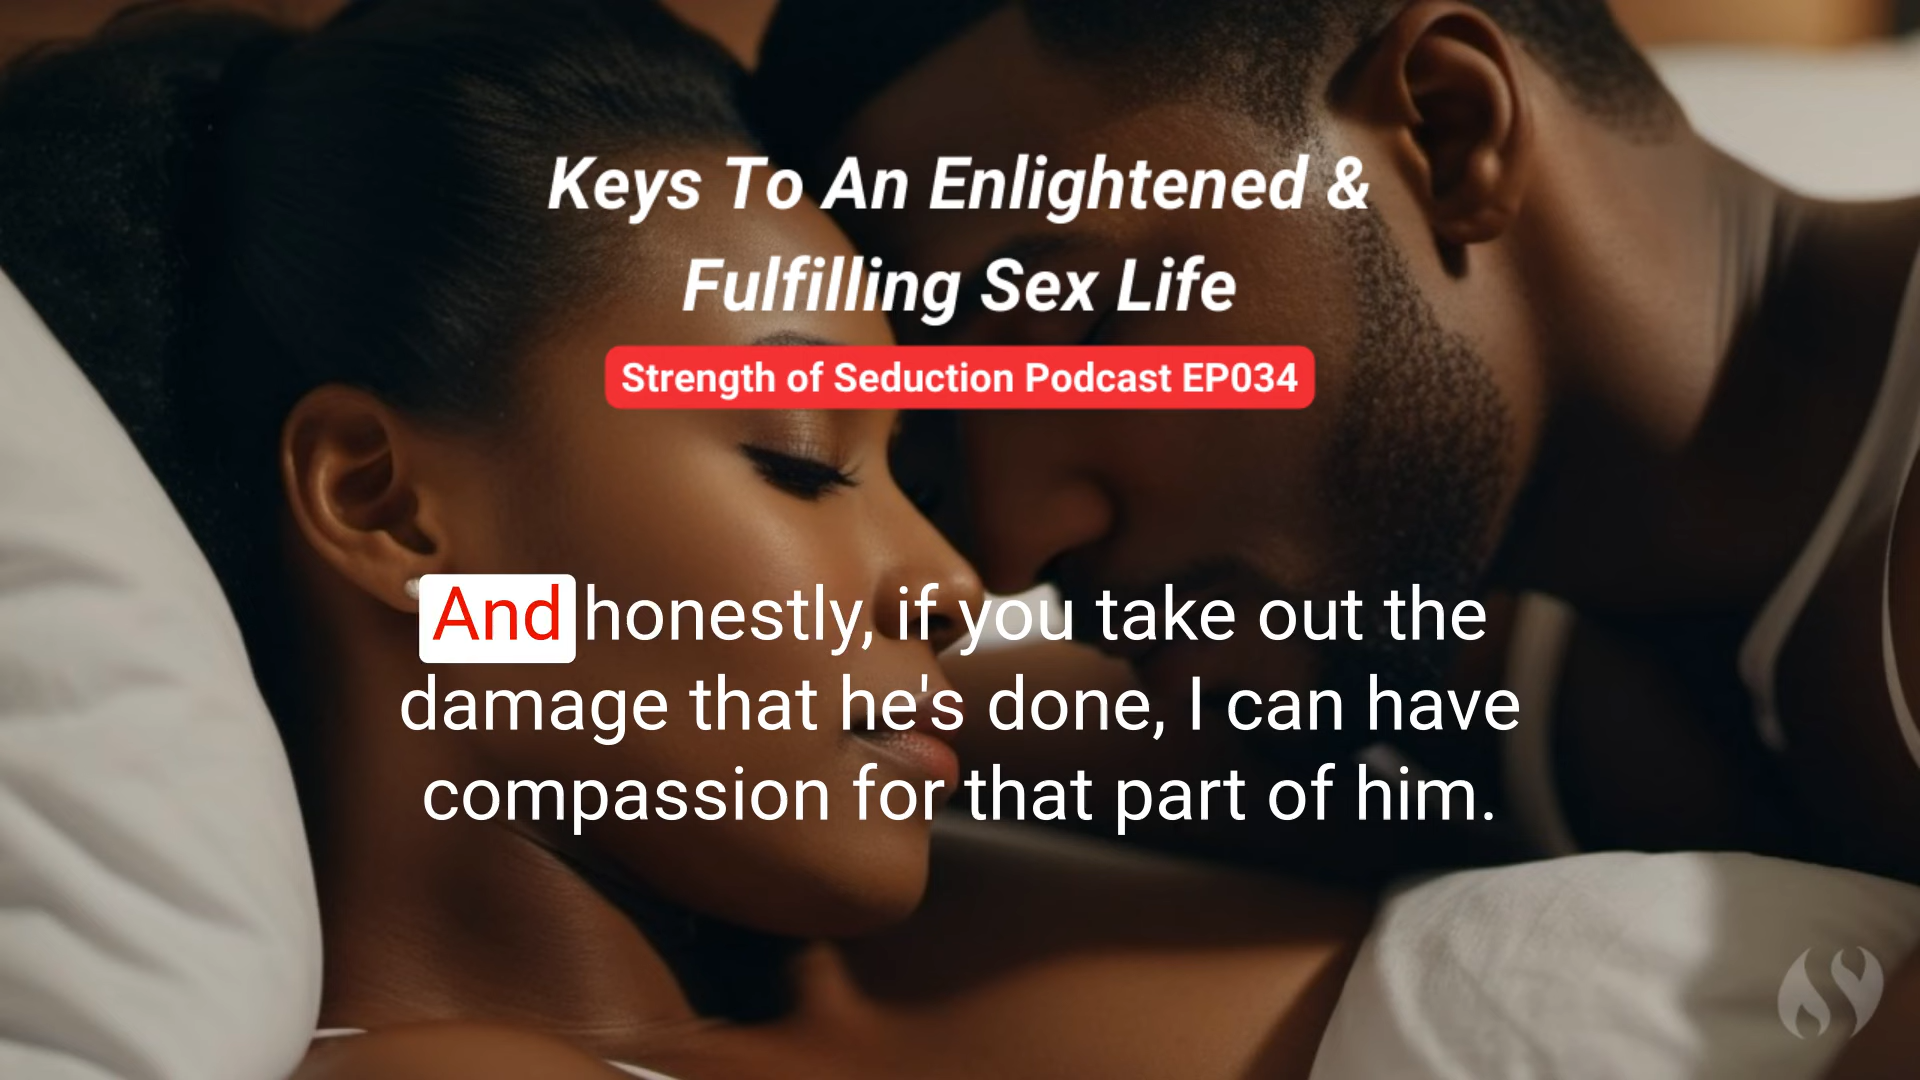 Keys To An Enlightened &
Fulfilling Sex Life
Strength of Seduction Podcast EP034
And honestly, if you take out the
damage that he's done, I can have
compassion for that part of him.